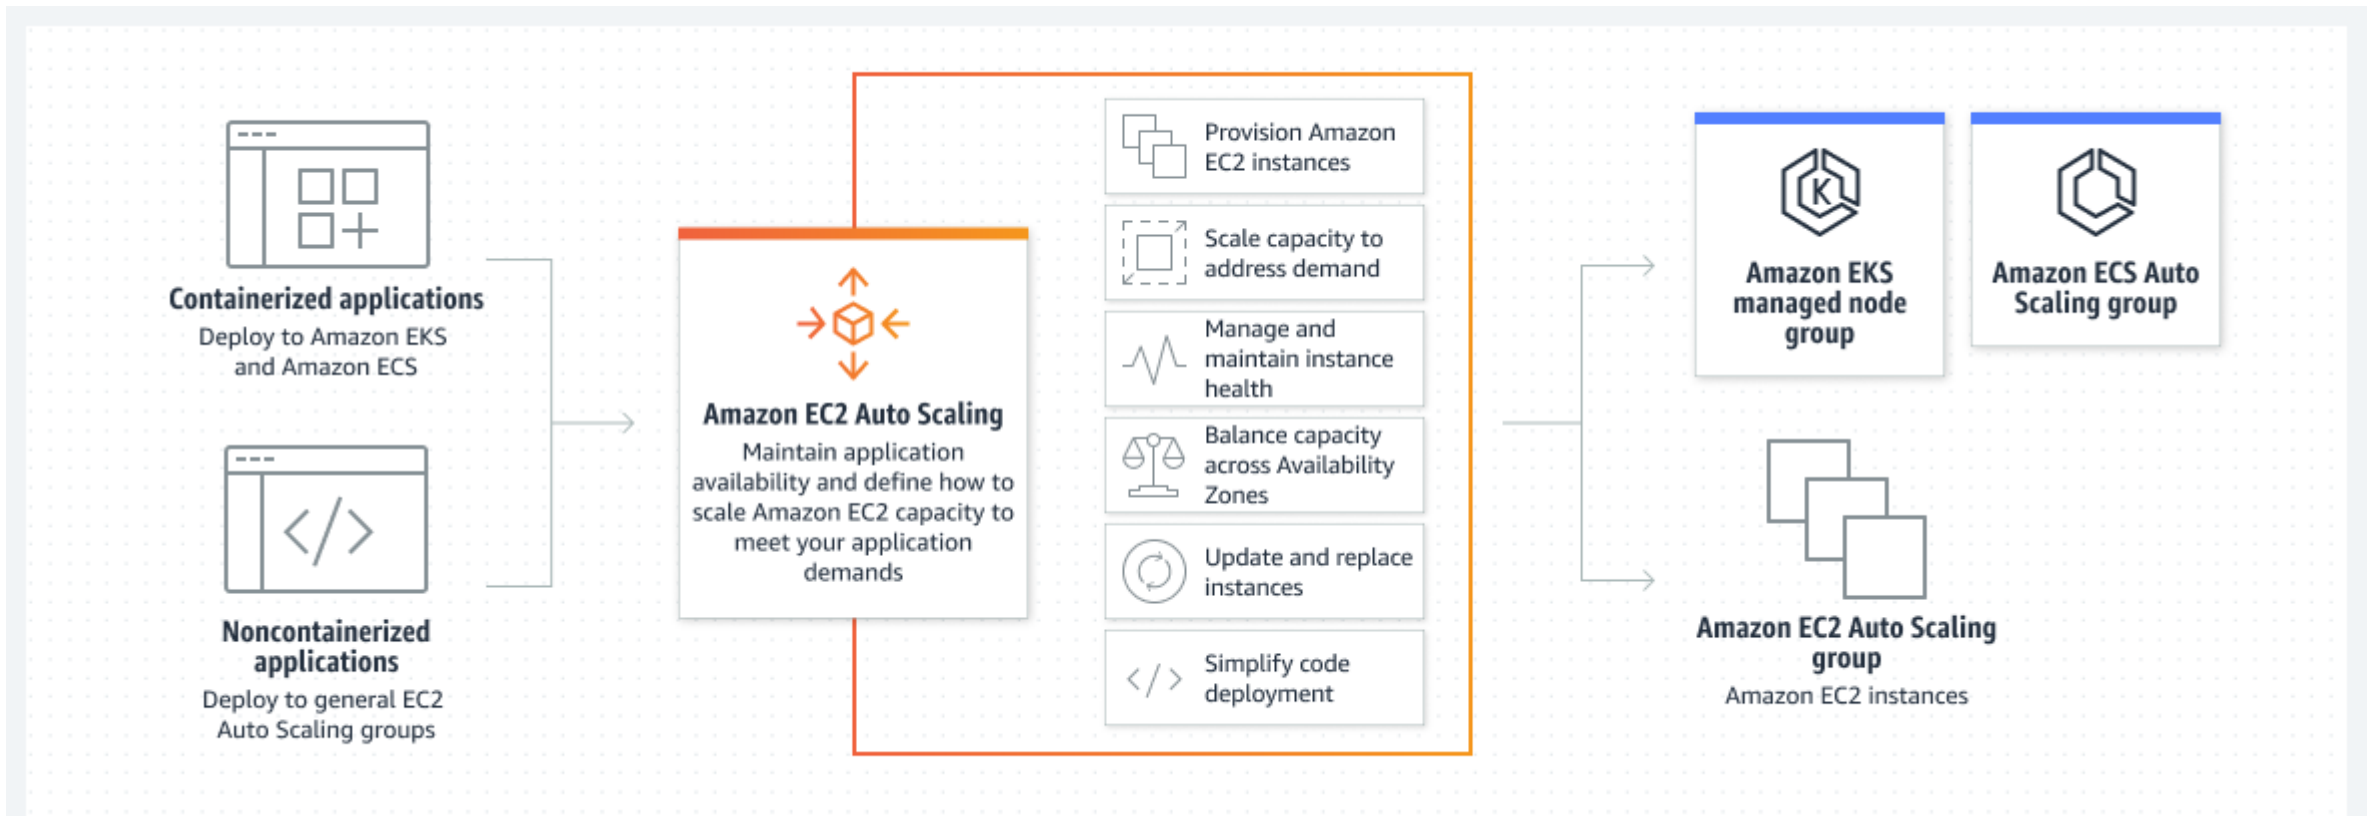 Containerized applications
Deploy to Amazon EKS
and Amazon ECS
Noncontainerized
applications
Deploy to general EC2
Auto Scaling groups
Amazon EC2 Auto Scaling
Maintain application
availability and define how to
scale Amazon EC2 capacity to
meet your application
demands
Provision Amazon
EC2 instances
Scale capacity to
address demand
Manage and
maintain instance
health
Balance capacity
across Availability
Zones
Update and replace
instances
</>
Simplify code
deployment
K
Amazon EKS
managed node
group
Amazon ECS Auto
Scaling group
Amazon EC2 Auto Scaling
group
Amazon EC2 instances